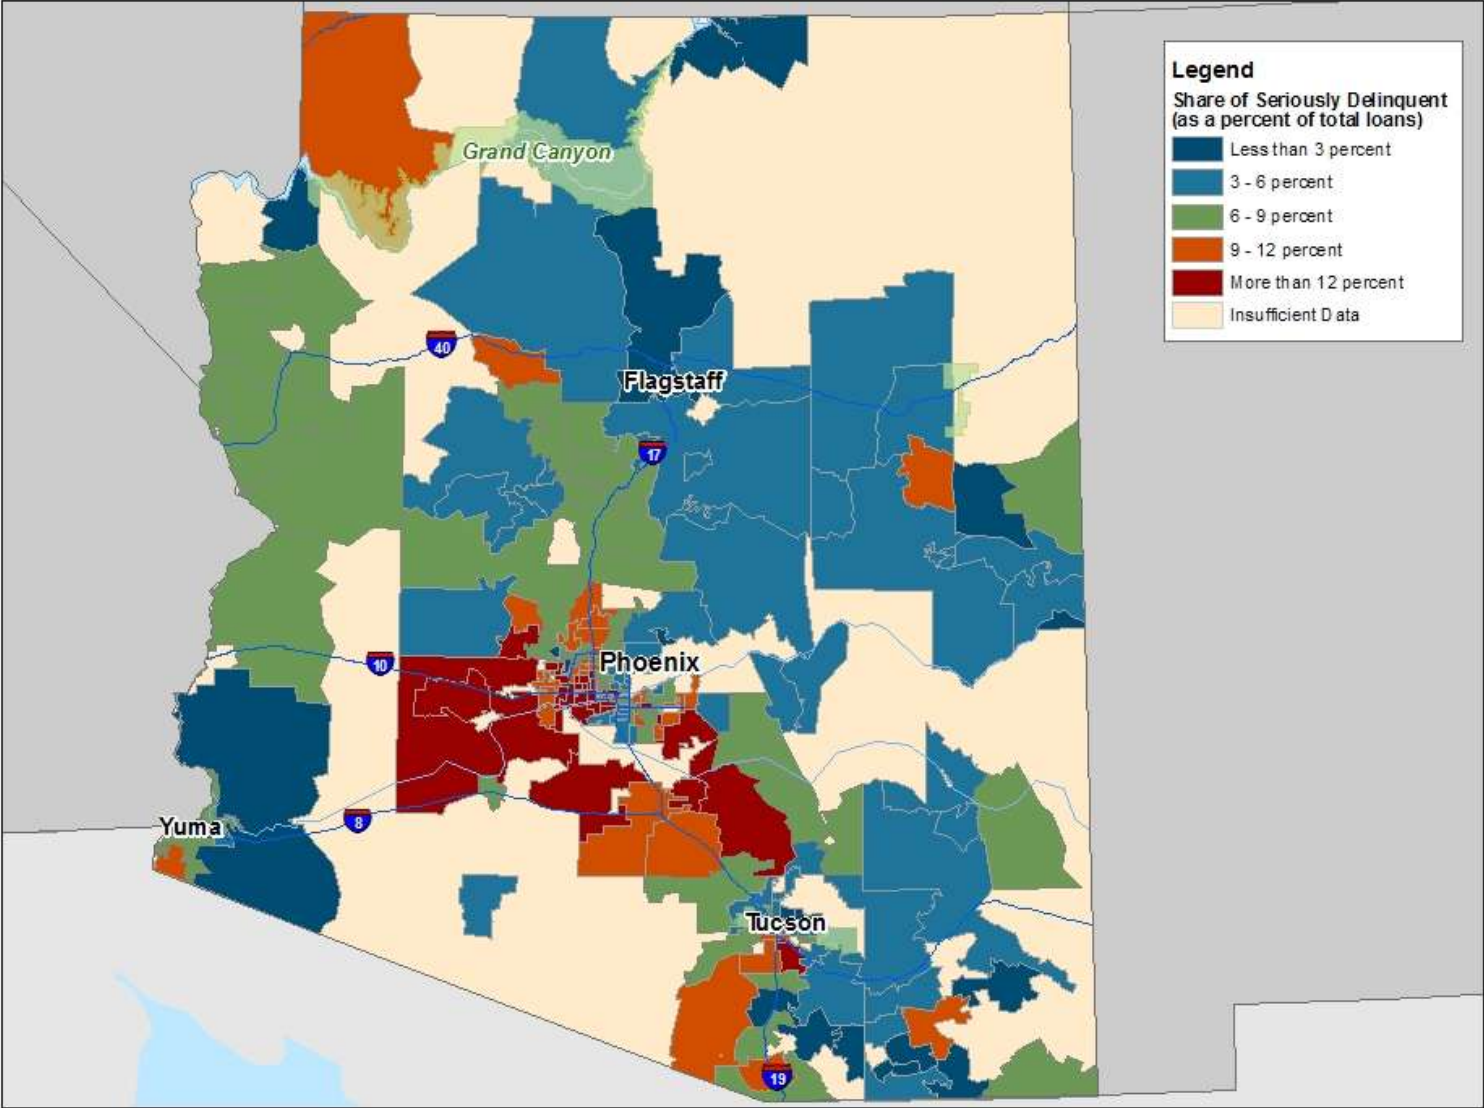 Legend
Share of Seriously Delinquent
(as a percent of total loans)
Less than 3 percent
3 - 6 percent
6 - 9 percent
9 - 12 percent
More than 12 percent
Insufficient Data
Grand Canyon
40
Flagstaff
17
10
Phoenix
Yuma
8
Tucson
19